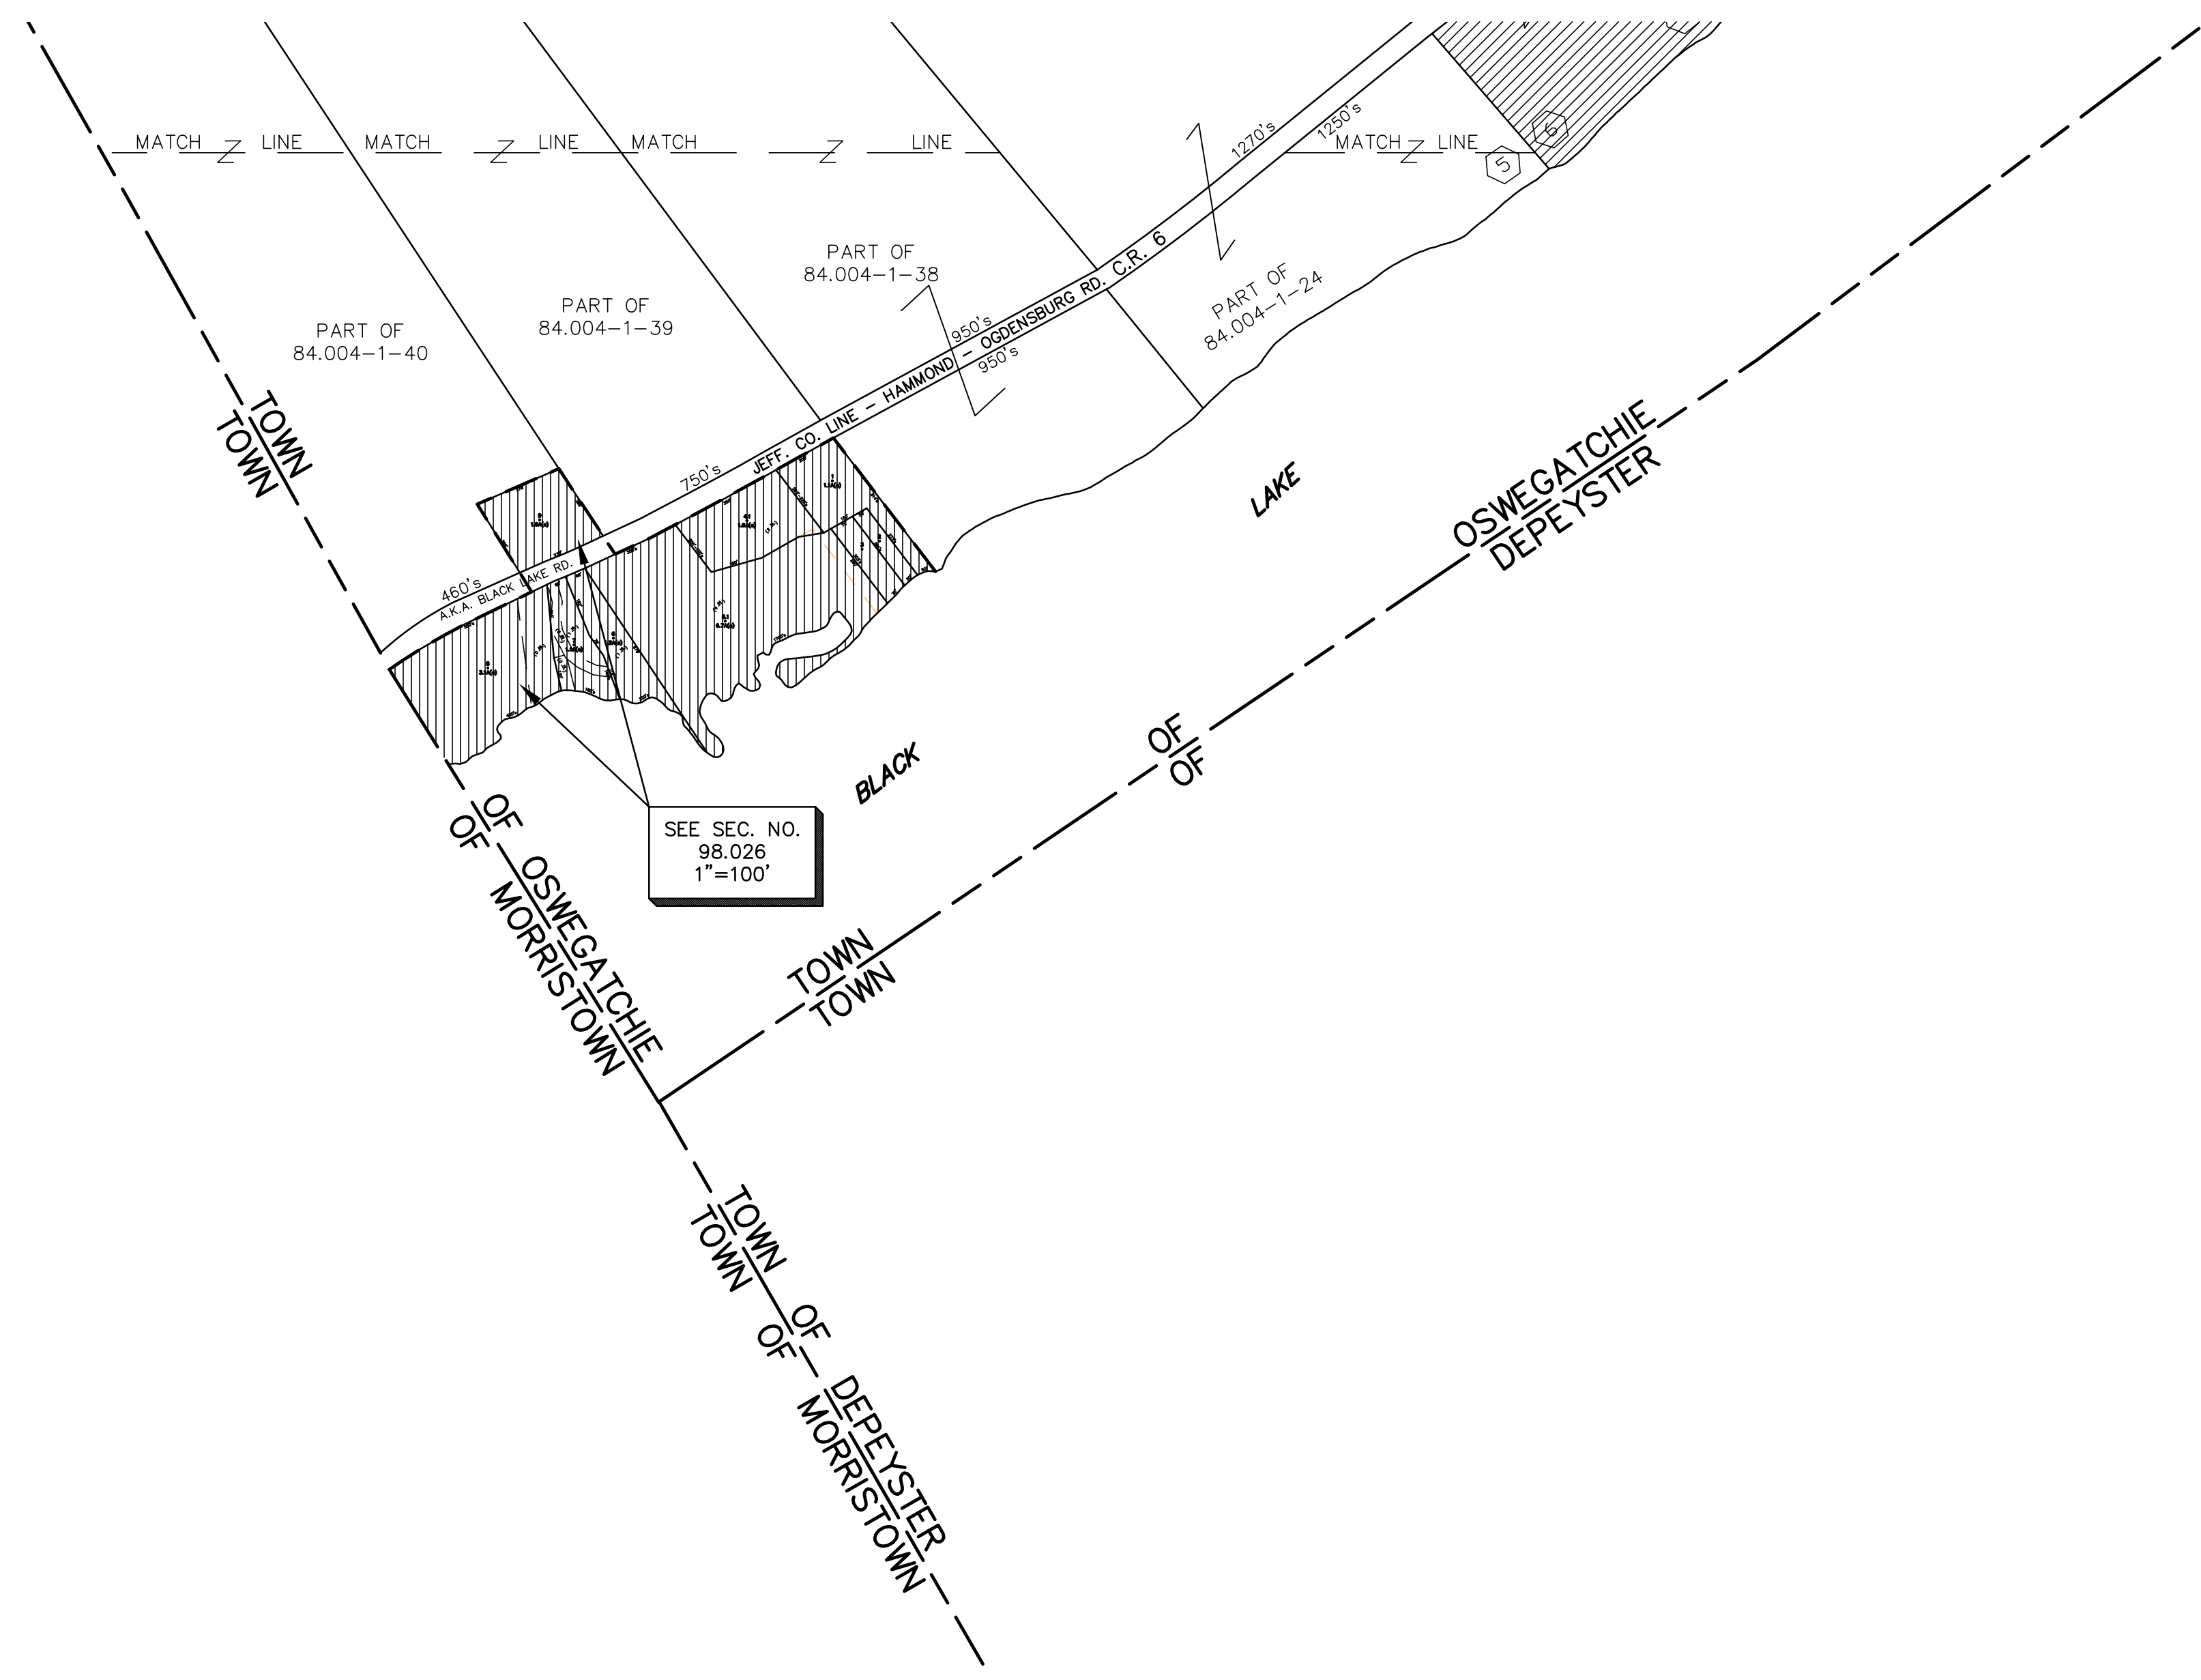 MATCH LINE MATCH LINE MATCH LINE
MATCH LINE
1270's
1250's
6
5
PART OF
84.004-1-38
PART OF
84.004-1-39
PART OF
84.004-1-40
PART OF
84.004-1-24
950's
950's
750's
460's
JEFF. CO. LINE - HAMMOND - OGDENSBURG RD. C.R. 6
A.K.A. BLACK LAKE RD.
BLACK LAKE
SEE SEC. NO.
98.026
1"=100'
TOWN OF OSWEGATCHIE
TOWN OF MORRISTOWN
TOWN OF OSWEGATCHIE
TOWN OF DEPEYSTER
TOWN OF DEPEYSTER
TOWN OF MORRISTOWN